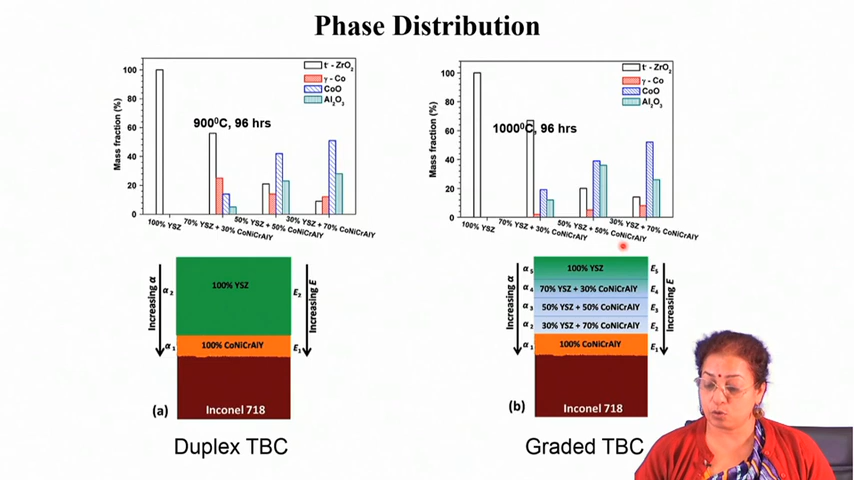 Phase Distribution
Mass fraction (%)
100
80
60
40
20
0
t' - ZrO2
γ - Co
CoO
Al2O3
900⁰C, 96 hrs
100% YSZ
70% YSZ + 30% CoNiCrAlY
50% YSZ + 50% CoNiCrAlY
30% YSZ + 70% CoNiCrAlY
Mass fraction (%)
100
80
60
40
20
0
t' - ZrO2
γ - Co
CoO
Al2O3
1000⁰C, 96 hrs
100% YSZ
70% YSZ + 30% CoNiCrAlY
50% YSZ + 50% CoNiCrAlY
30% YSZ + 70% CoNiCrAlY
Increasing α
α2
100% YSZ
E2
Increasing E
α1
100% CoNiCrAlY
E1
(a)
Inconel 718
Duplex TBC
Increasing α
α5
100% YSZ
E5
α4
70% YSZ + 30% CoNiCrAlY
E4
α3
50% YSZ + 50% CoNiCrAlY
E3
α2
30% YSZ + 70% CoNiCrAlY
E2
α1
100% CoNiCrAlY
E1
Increasing E
(b)
Inconel 718
Graded TBC